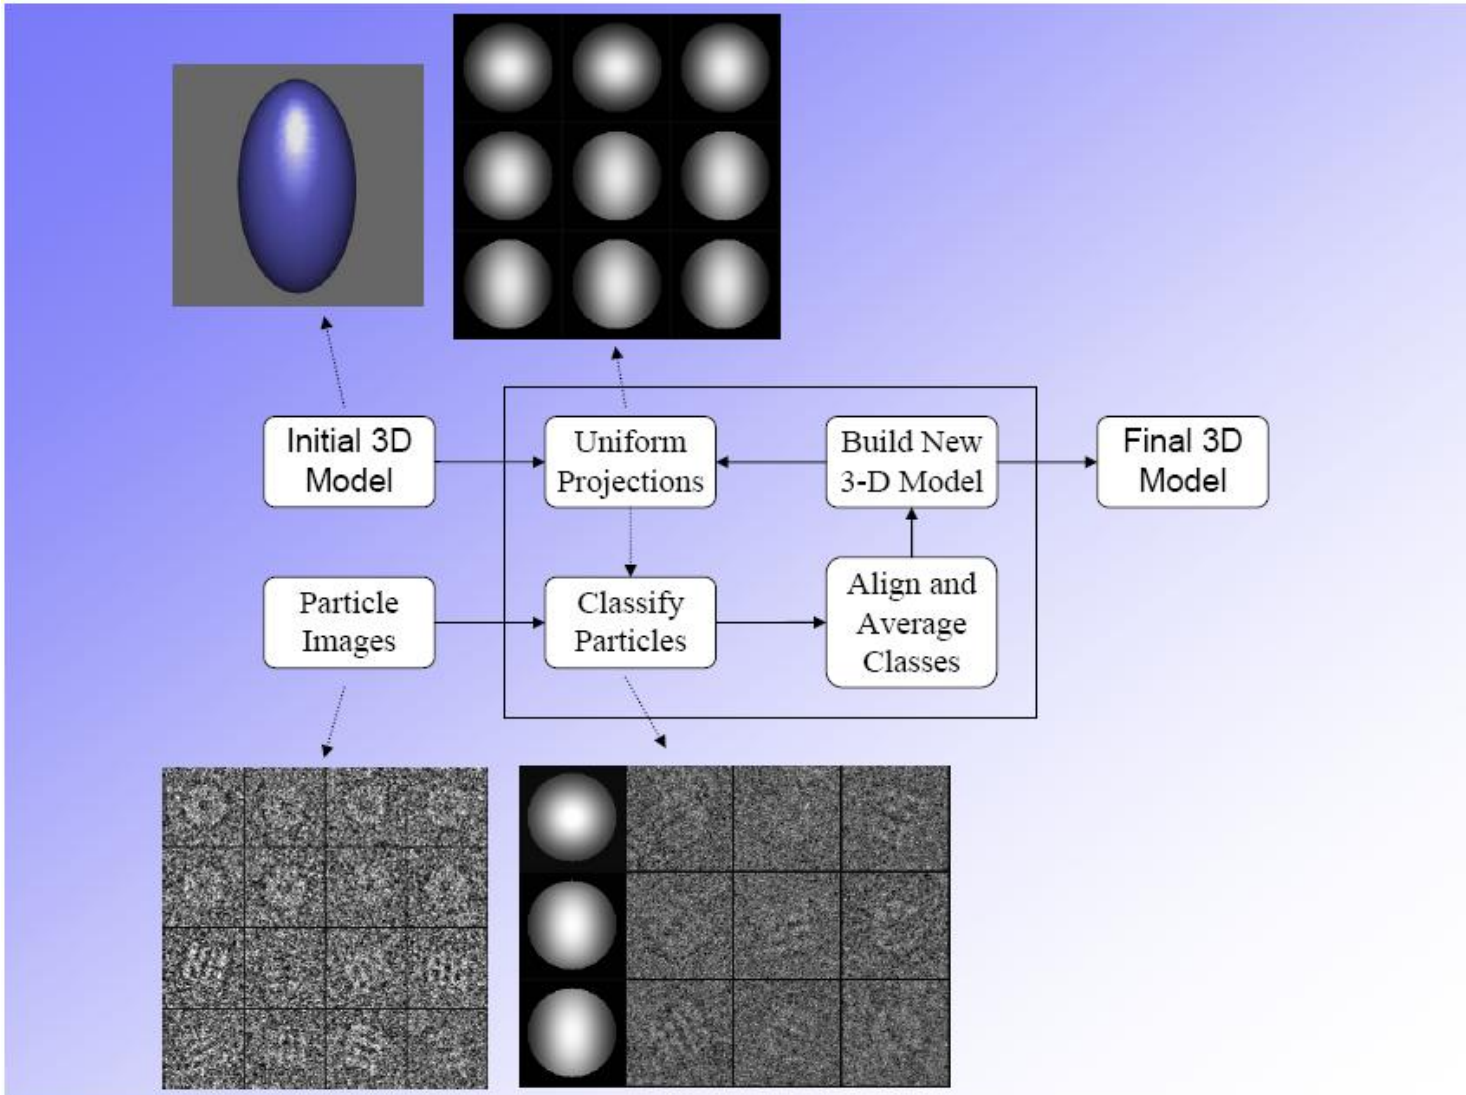 Initial 3D
Model
Uniform
Projections
Build New
3-D Model
Final 3D
Model
Particle
Images
Classify
Particles
Align and
Average
Classes